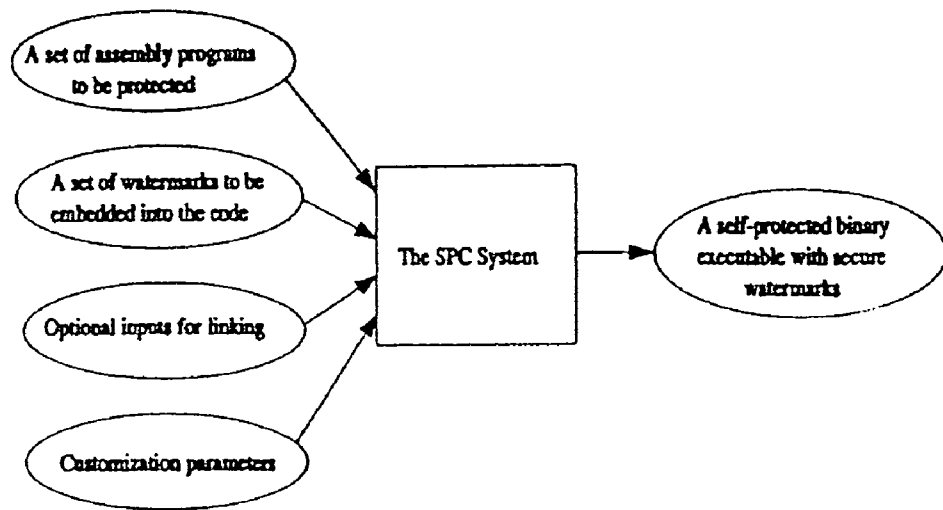 A set of assembly programs
to be protected
A set of watermarks to be
embedded into the code
Optional inputs for linking
Customization parameters
The SPC System
A self-protected binary
executable with secure
watermarks